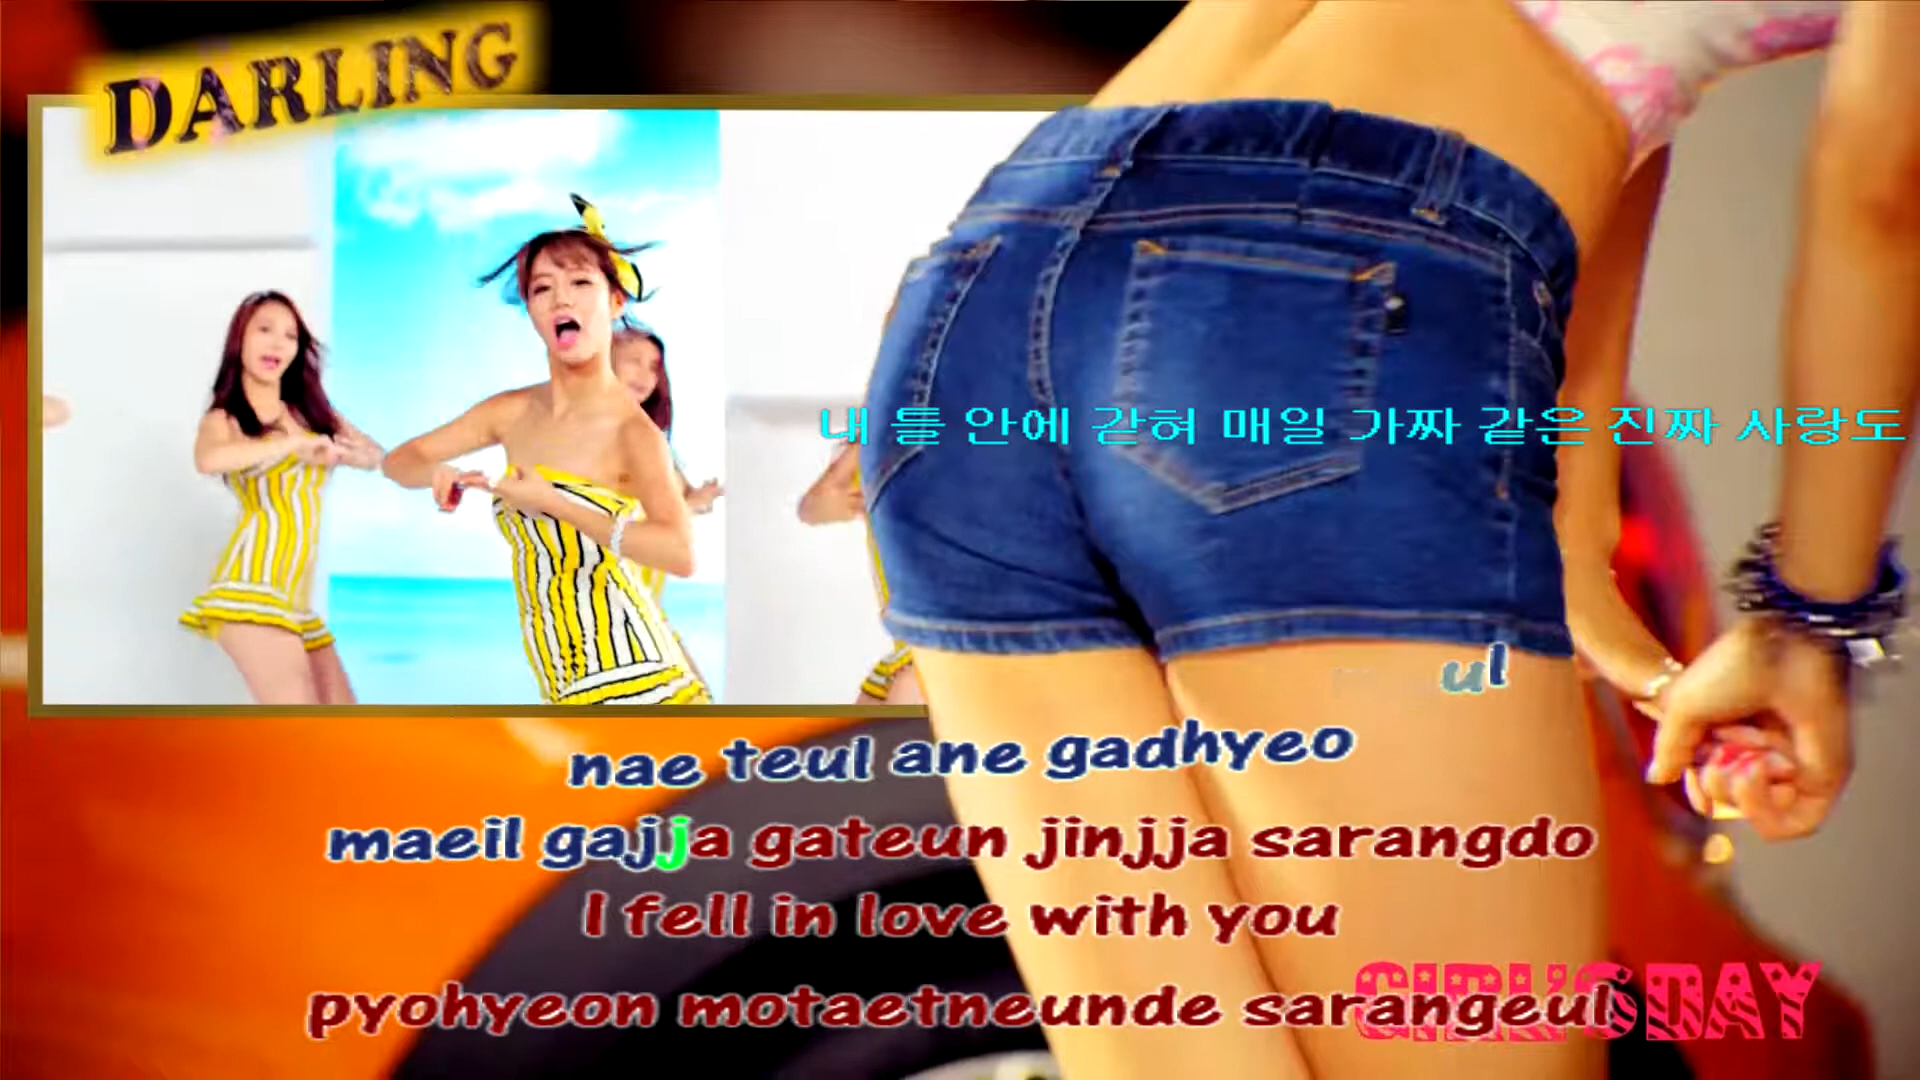 DARLING
내 틀 안에 갇혀 매일 가짜 같은 진짜 사랑도
ul
nae teul ane gadhyeo
maeil gajja gateun jinjja sarangdo
I fell in love with you
pyohyeon motaetneunde sarangeul
GIRL'S DAY